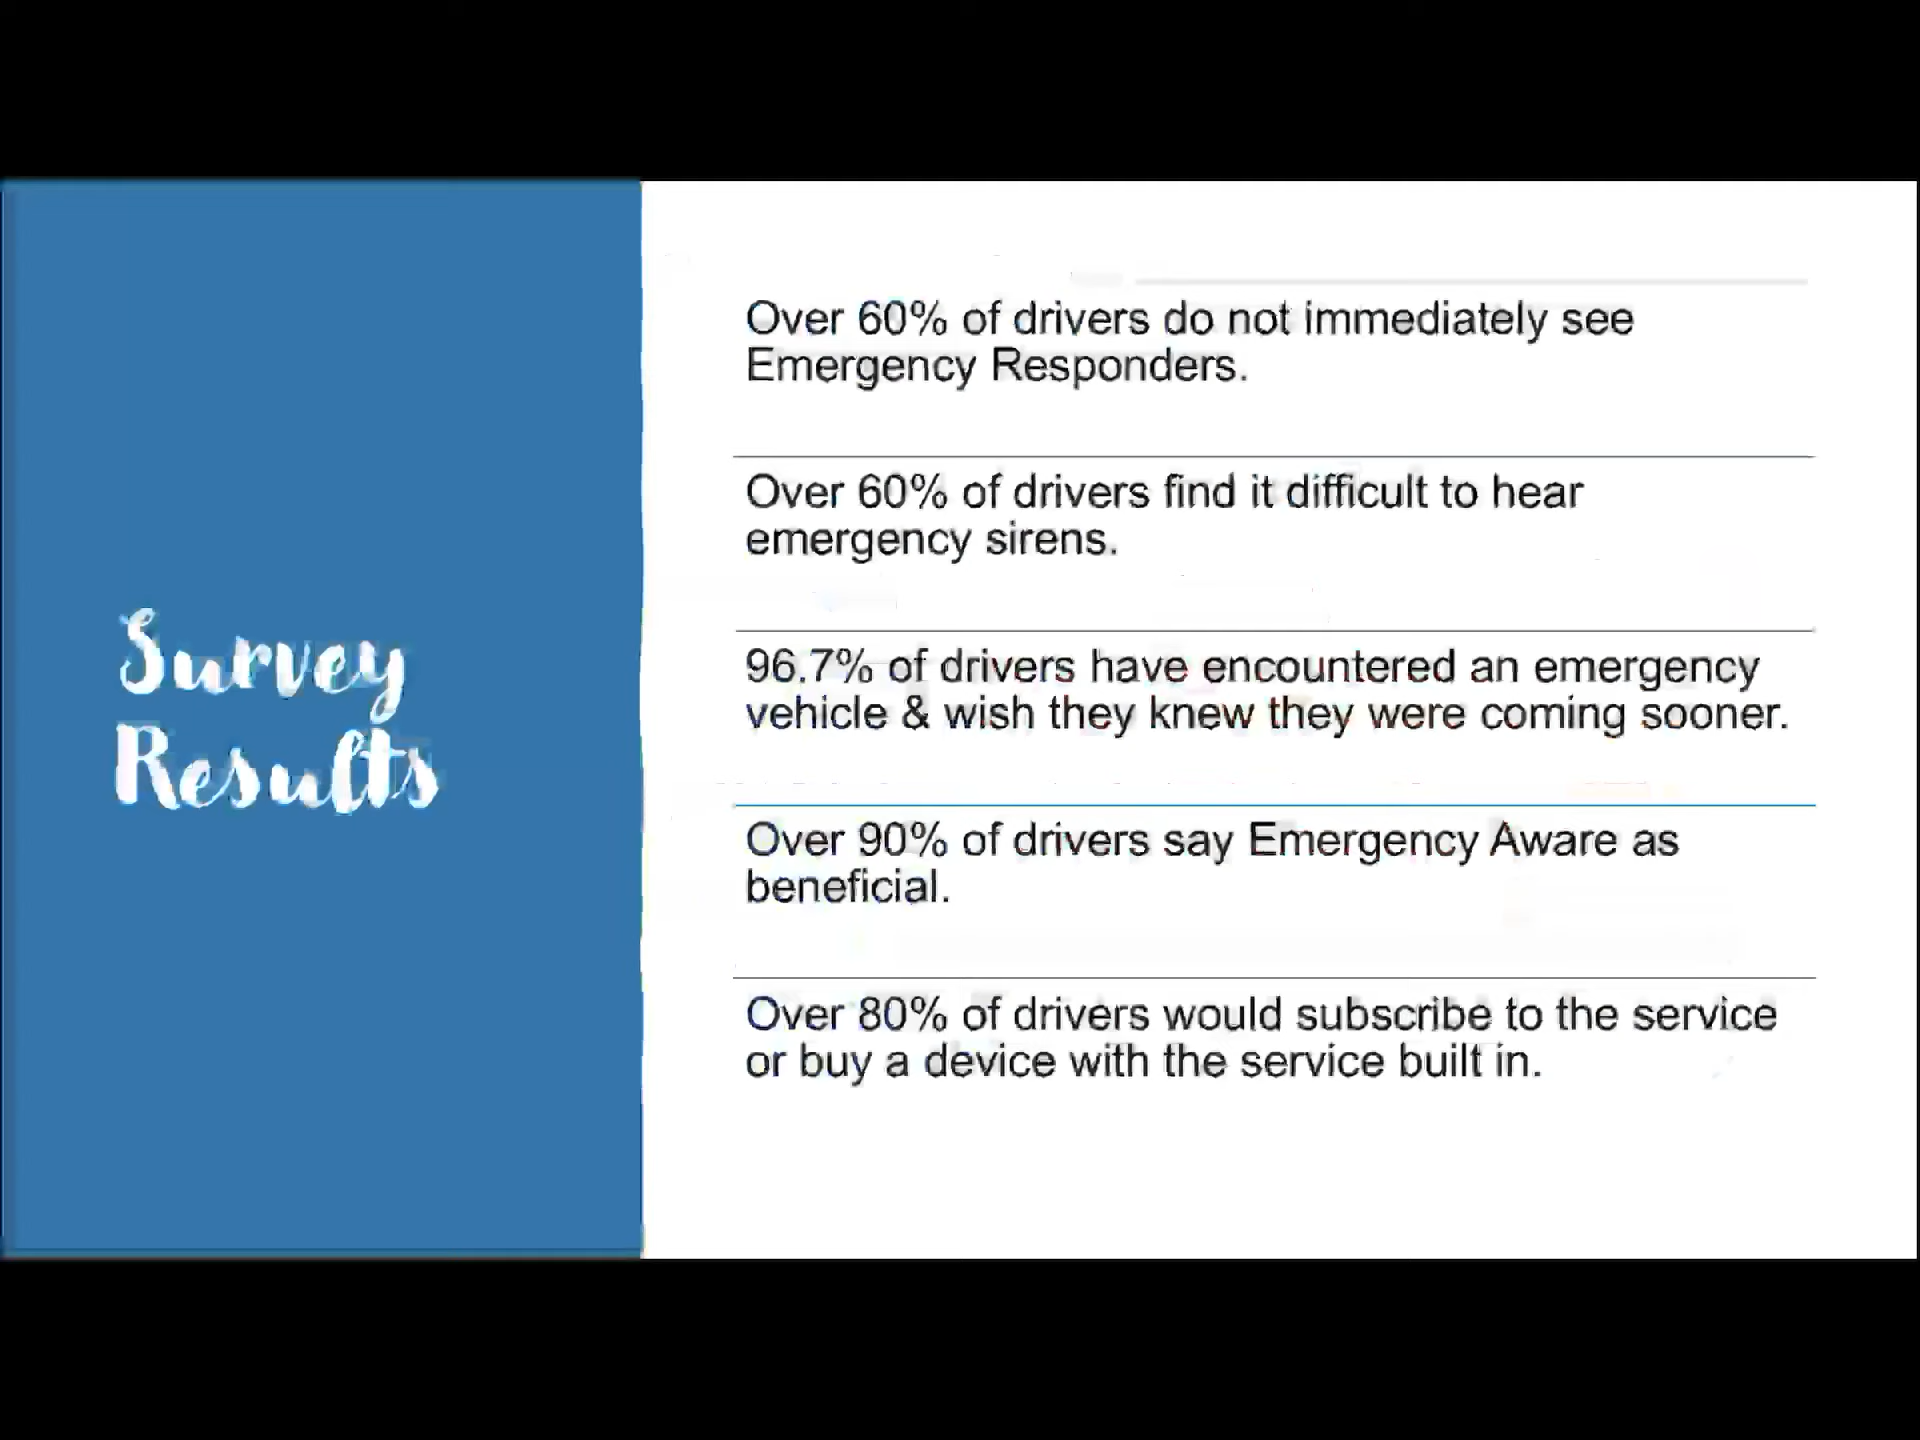 Survey
Results
Over 60% of drivers do not immediately see
Emergency Responders.
Over 60% of drivers find it difficult to hear
emergency sirens.
96.7% of drivers have encountered an emergency
vehicle & wish they knew they were coming sooner.
Over 90% of drivers say Emergency Aware as
beneficial.
Over 80% of drivers would subscribe to the service
or buy a device with the service built in.